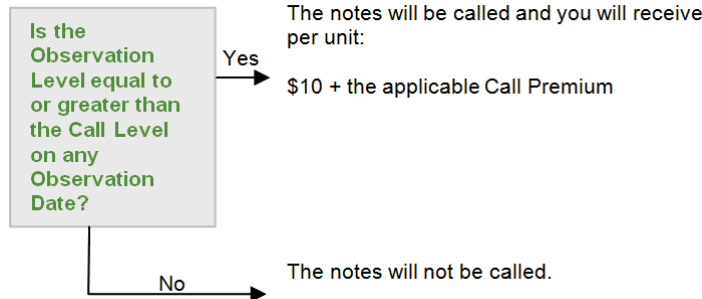 Is the
Observation
Level equal to
or greater than
the Call Level
on any
Observation
Date?
Yes
The notes will be called and you will receive
per unit:
$10 + the applicable Call Premium
No
The notes will not be called.